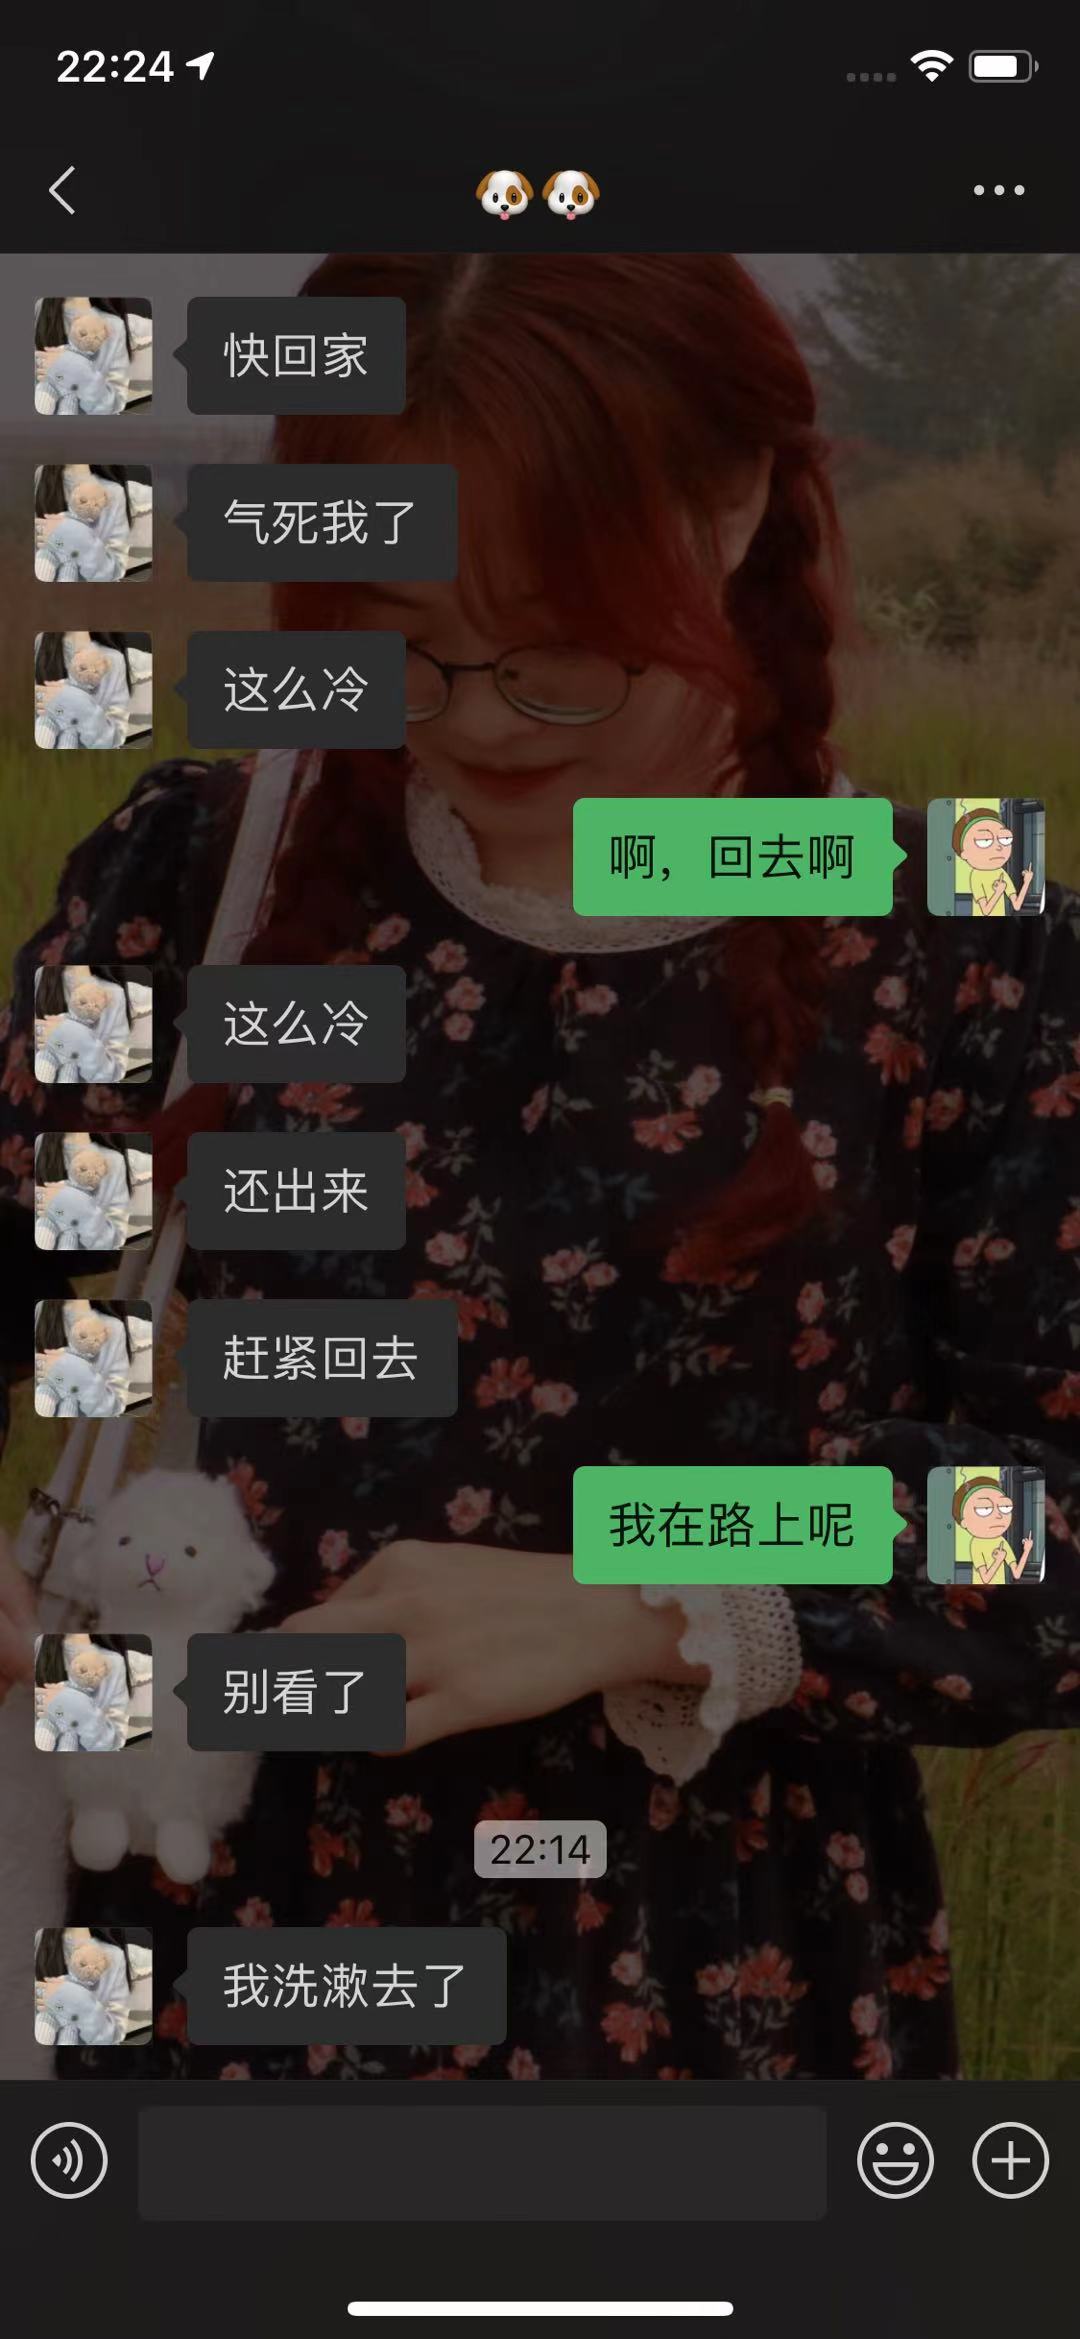 22:24
🐶🐶
快回家
气死我了
这么冷
啊，回去啊
这么冷
还出来
赶紧回去
我在路上呢
别看了
22:14
我洗漱去了